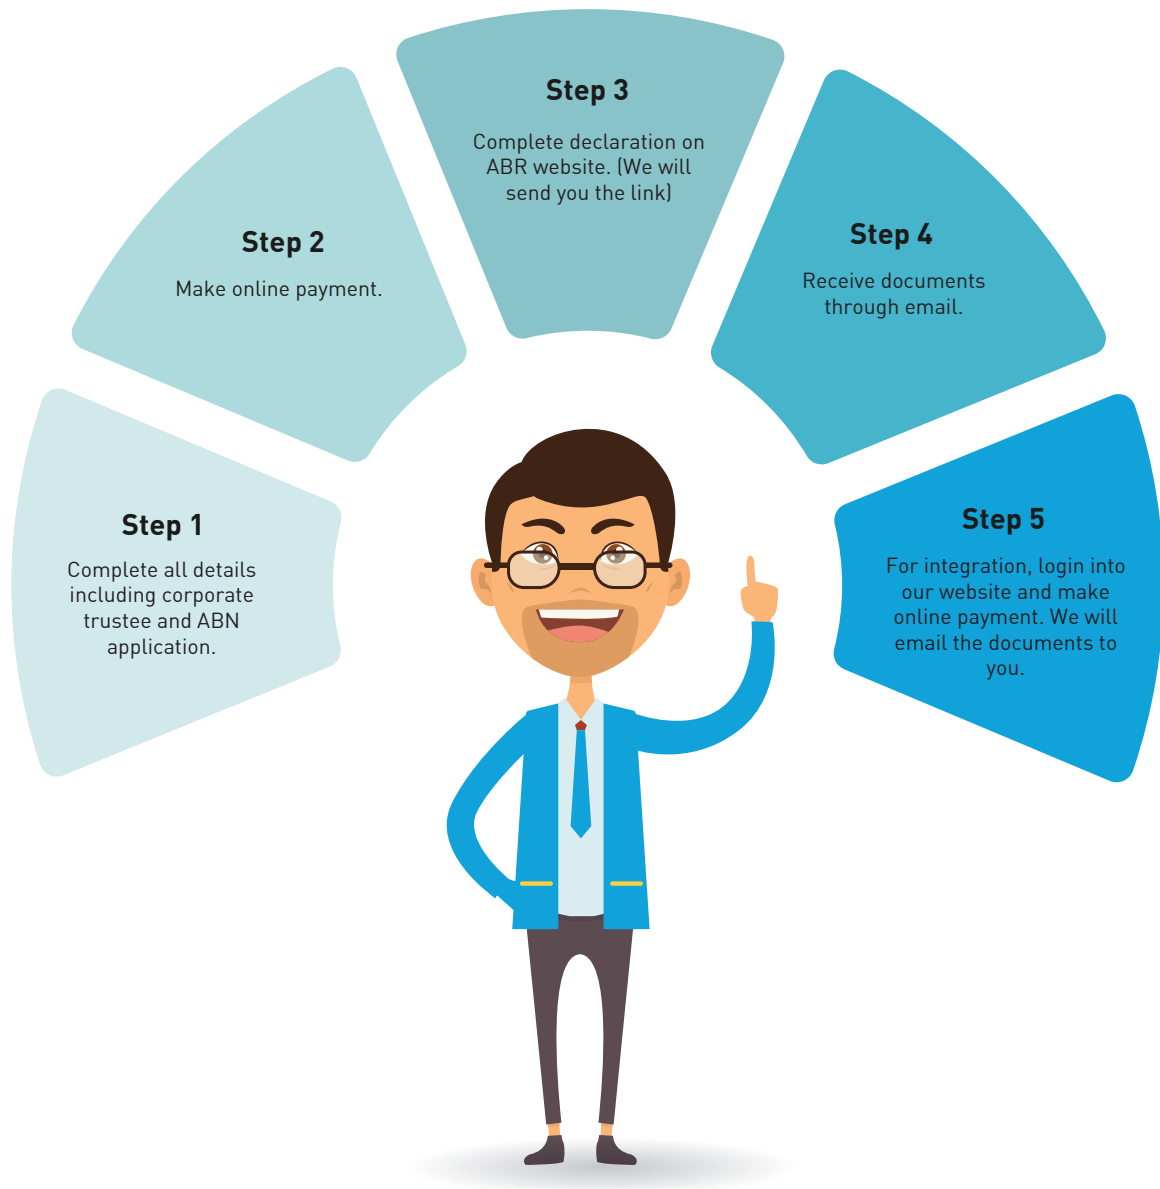 Step 1
Complete all details
including corporate
trustee and ABN
application.
Step 2
Make online payment.
Step 3
Complete declaration on
ABR website. (We will
send you the link)
Step 4
Receive documents
through email.
Step 5
For integration, login into
our website and make
online payment. We will
email the documents to
you.